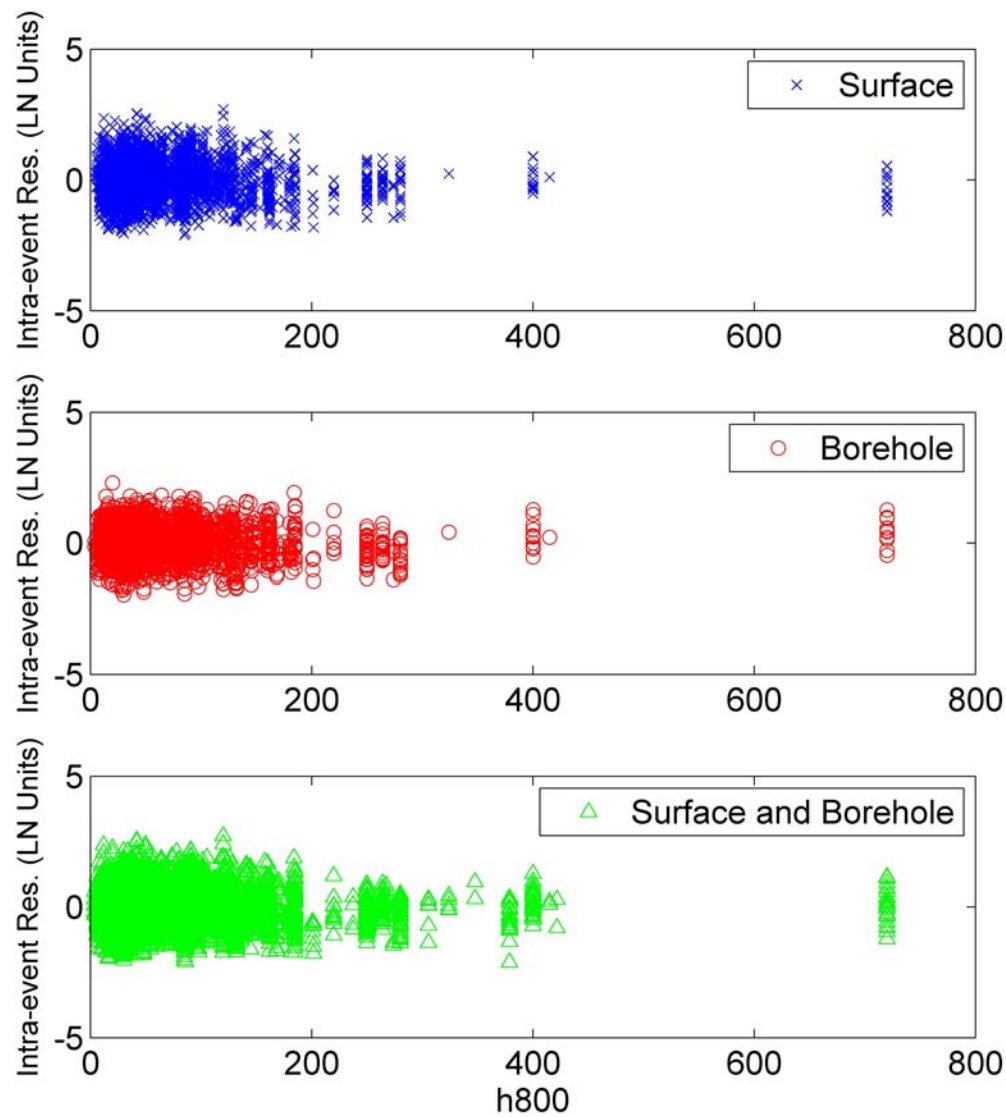 Intra-event Res. (LN Units)
5
0
-5
Surface
0 200 400 600 800
Intra-event Res. (LN Units)
5
0
-5
Borehole
0 200 400 600 800
Intra-event Res. (LN Units)
5
0
-5
Surface and Borehole
0 200 400 600 800
h800